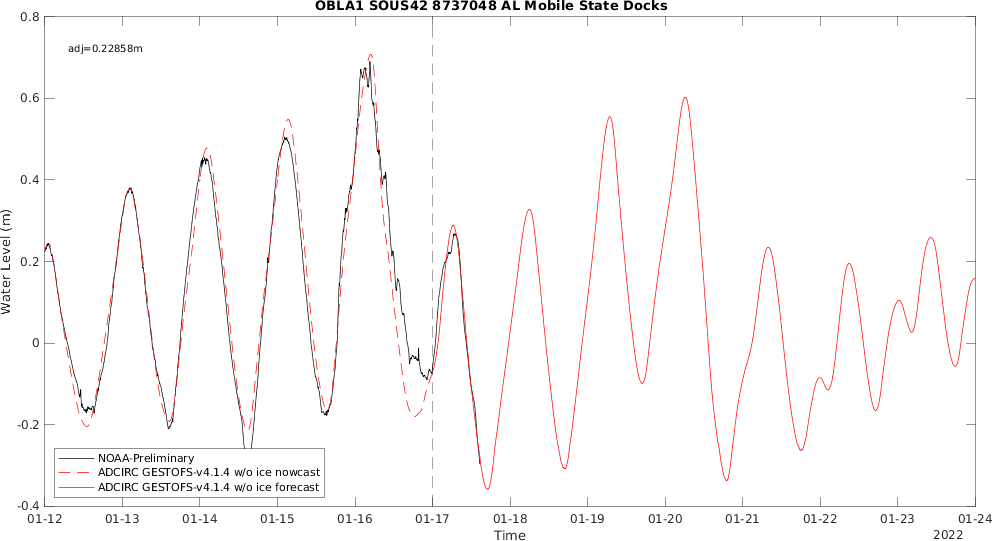 OBLA1 SOUS42 8737048 AL Mobile State Docks
adj=0.22858m
0.8
0.6
0.4
0.2
0
-0.2
-0.4
Water Level (m)
NOAA-Preliminary
ADCIRC GESTOFS-v4.1.4 w/o ice nowcast
ADCIRC GESTOFS-v4.1.4 w/o ice forecast
01-12 01-13 01-14 01-15 01-16 01-17 01-18 01-19 01-20 01-21 01-22 01-23 01-24
Time
2022